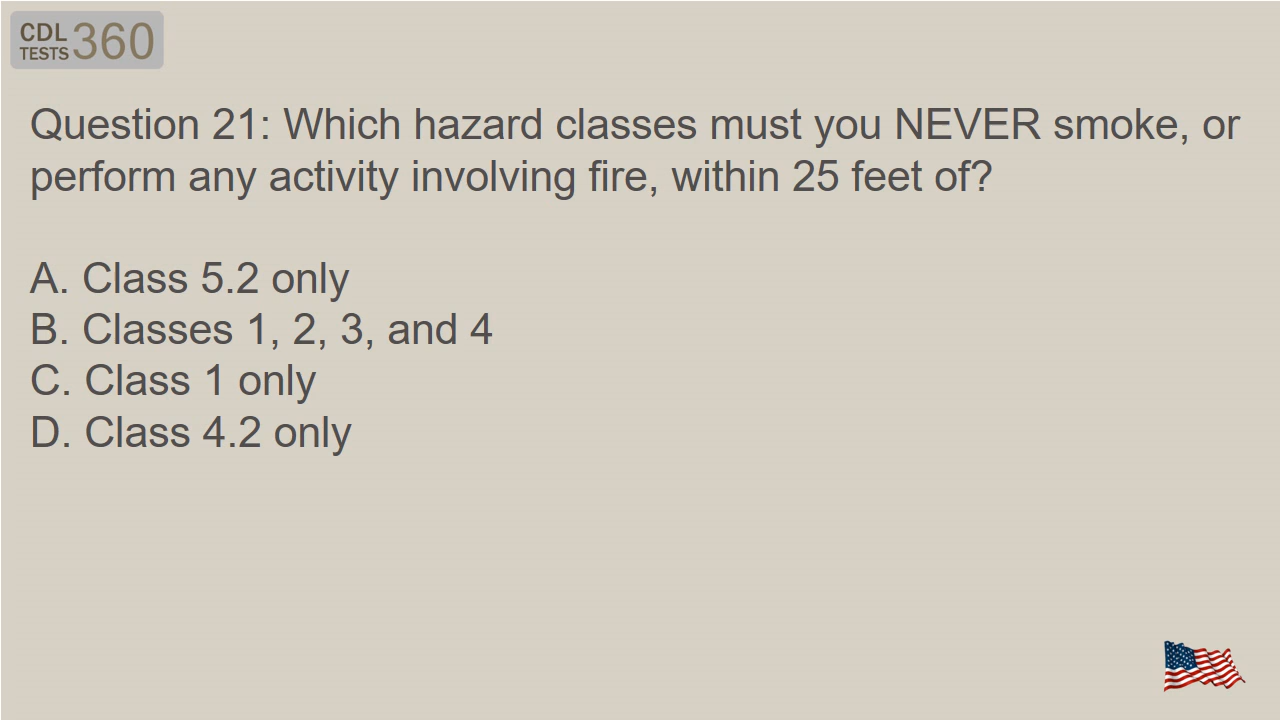 CDL
TESTS 360
Question 21: Which hazard classes must you NEVER smoke, or
perform any activity involving fire, within 25 feet of?
A. Class 5.2 only
B. Classes 1, 2, 3, and 4
C. Class 1 only
D. Class 4.2 only